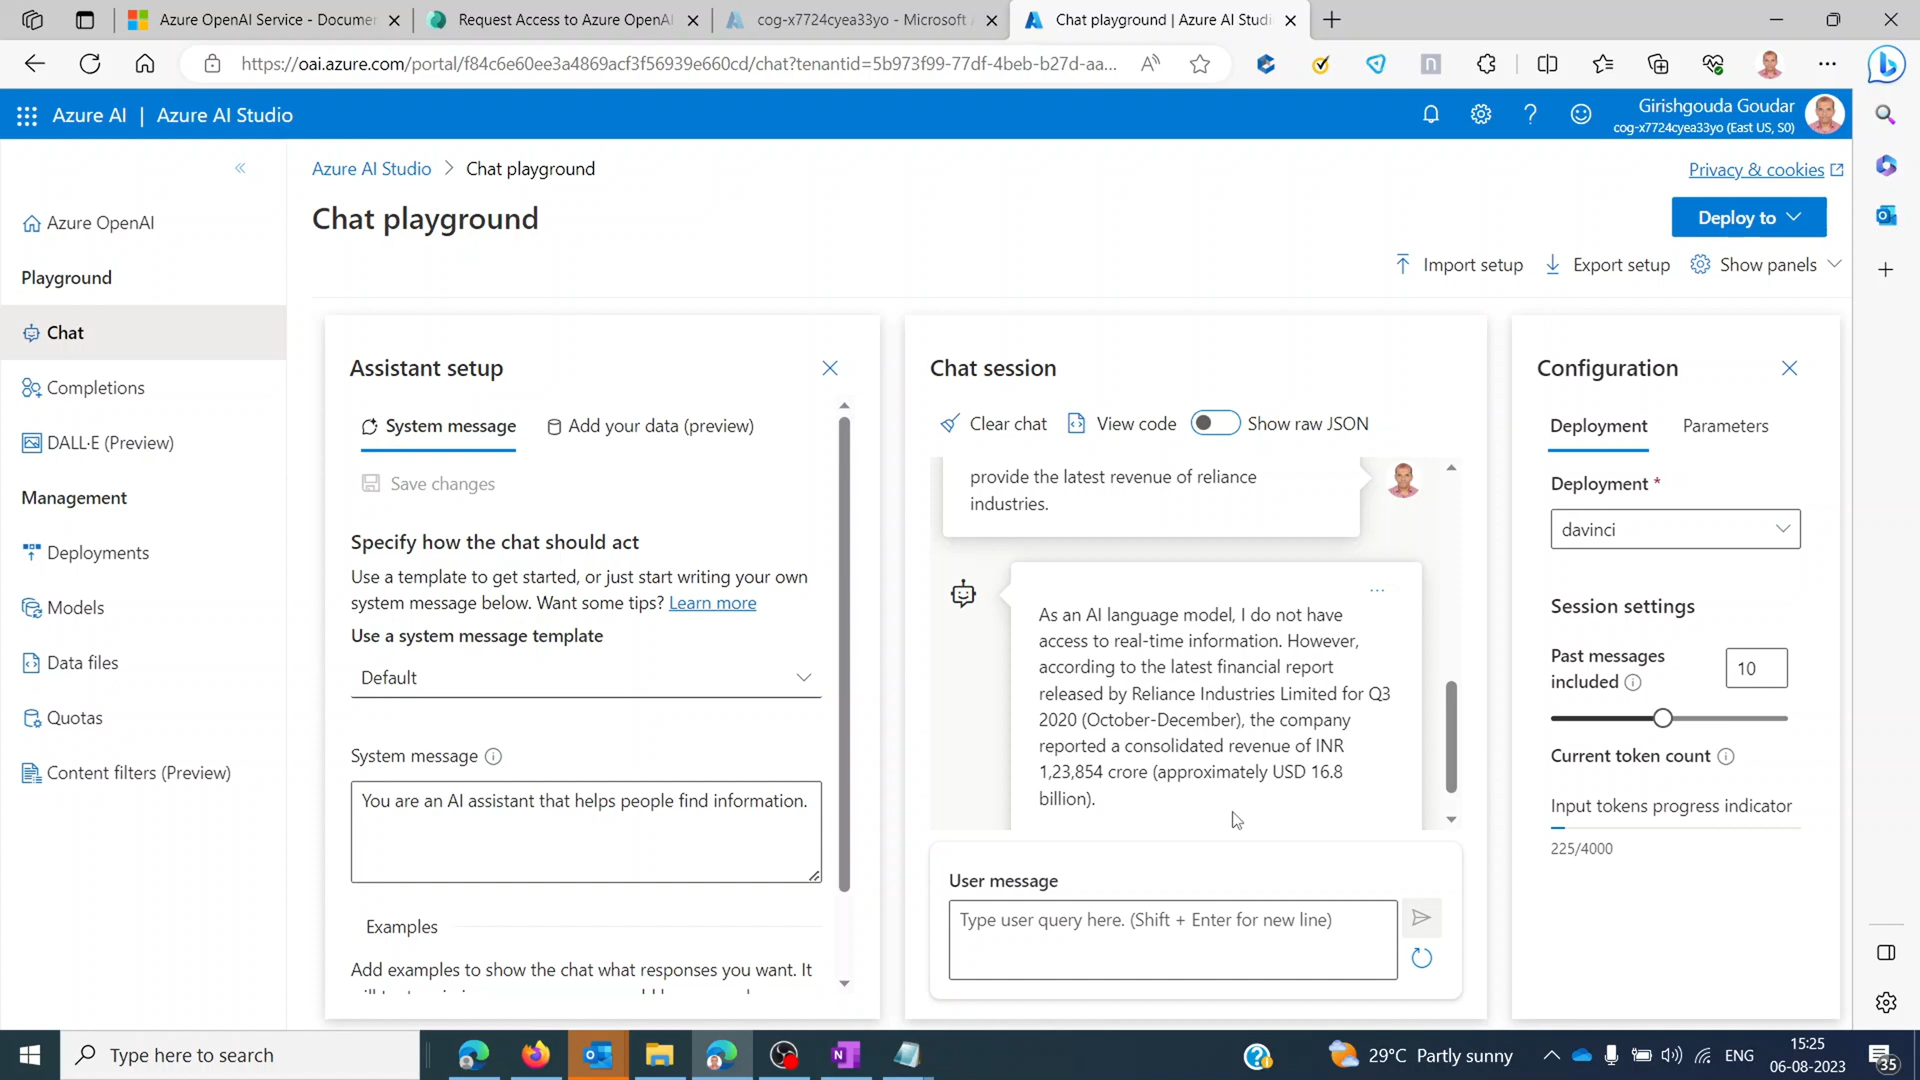 Azure OpenAI Service - Documen
Request Access to Azure OpenAI
cog-x7724cyea33yo - Microsoft A
Chat playground | Azure AI Studi
https://oai.azure.com/portal/f84c6e60ee3a4869acf3f56939e660cd/chat?tenantid=5b973f99-77df-4beb-b27d-aa...
Azure AI | Azure AI Studio
Girishgouda Goudar
cog-x7724cyea33yo (East US, S0)
Azure AI Studio > Chat playground
Privacy & cookies
Chat playground
Deploy to
Import setup
Export setup
Show panels
Azure OpenAI
Playground
Chat
Completions
DALL·E (Preview)
Management
Deployments
Models
Data files
Quotas
Content filters (Preview)
Assistant setup
System message
Add your data (preview)
Save changes
Specify how the chat should act
Use a template to get started, or just start writing your own
system message below. Want some tips? Learn more
Use a system message template
Default
System message
You are an AI assistant that helps people find information.
Examples
Add examples to show the chat what responses you want. It
Chat session
Clear chat
View code
Show raw JSON
provide the latest revenue of reliance
industries.
As an AI language model, I do not have
access to real-time information. However,
according to the latest financial report
released by Reliance Industries Limited for Q3
2020 (October-December), the company
reported a consolidated revenue of INR
1,23,854 crore (approximately USD 16.8
billion).
User message
Type user query here. (Shift + Enter for new line)
Configuration
Deployment
Parameters
Deployment *
davinci
Session settings
Past messages
included
10
Current token count
Input tokens progress indicator
225/4000
Type here to search
29°C Partly sunny
ENG
15:25
06-08-2023
35